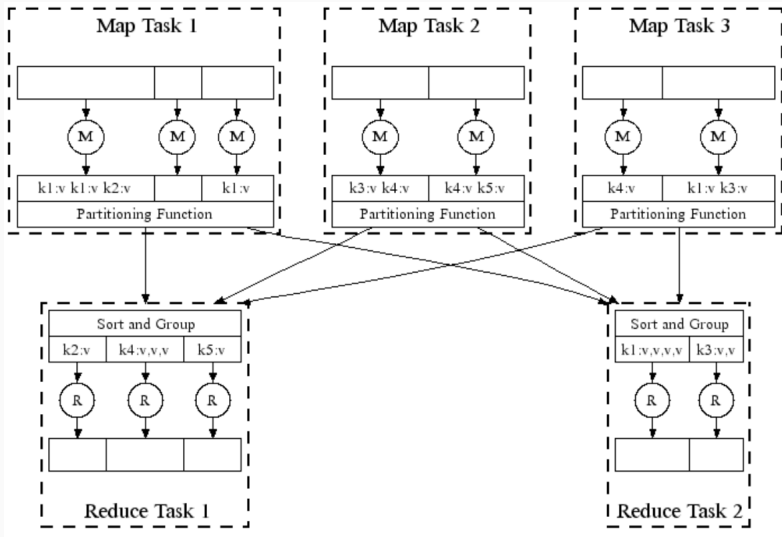 Map Task 1
Map Task 2
Map Task 3
M
M
M
M
M
M
M
k1:v k1:v k2:v
k1:v
k3:v k4:v
k4:v k5:v
k4:v
k1:v k3:v
Partitioning Function
Partitioning Function
Partitioning Function
Sort and Group
Sort and Group
k2:v
k4:v,v,v
k5:v
k1:v,v,v,v
k3:v,v
R
R
R
R
R
Reduce Task 1
Reduce Task 2